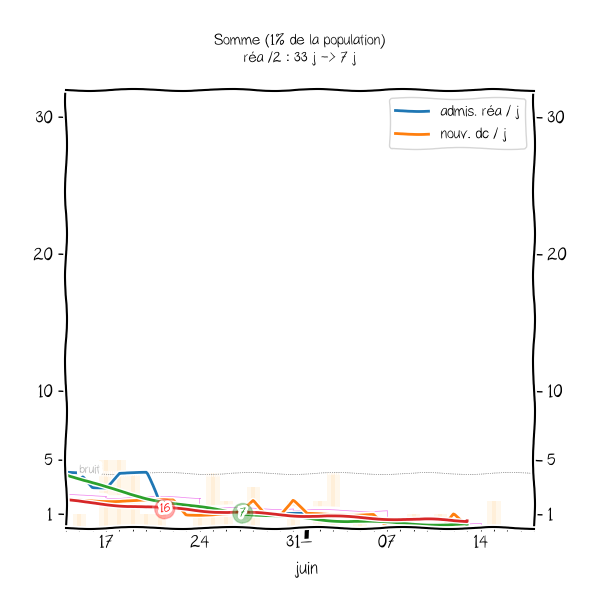 Somme (1% de la population)
réa /2 : 33 j -> 7 j
admis. réa / j
nouv. dc / j
30
30
20
20
10
10
5
5
bruit
1
1
16
7
17
24
31
07
14
juin